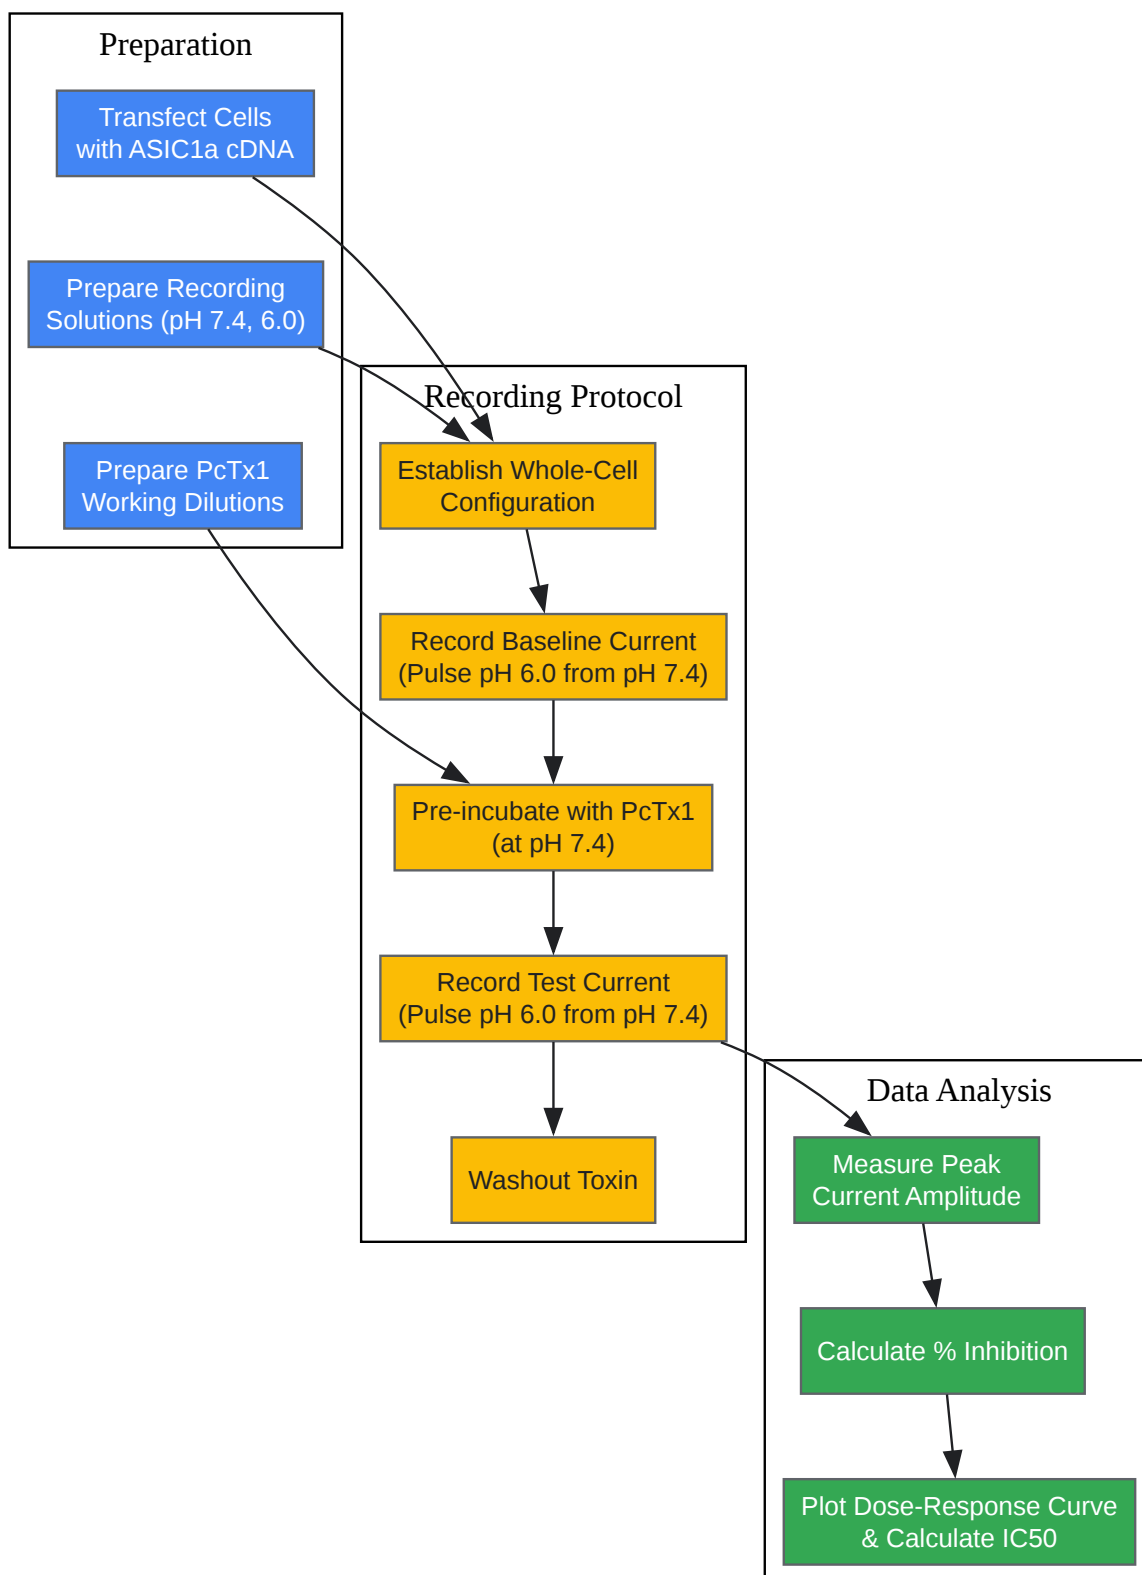 Preparation
Transfect Cells
with ASIC1a cDNA
Prepare Recording
Solutions (pH 7.4, 6.0)
Prepare PcTx1
Working Dilutions
Recording Protocol
Establish Whole-Cell
Configuration
Record Baseline Current
(Pulse pH 6.0 from pH 7.4)
Pre-incubate with PcTx1
(at pH 7.4)
Record Test Current
(Pulse pH 6.0 from pH 7.4)
Washout Toxin
Data Analysis
Measure Peak
Current Amplitude
Calculate % Inhibition
Plot Dose-Response Curve
& Calculate IC50